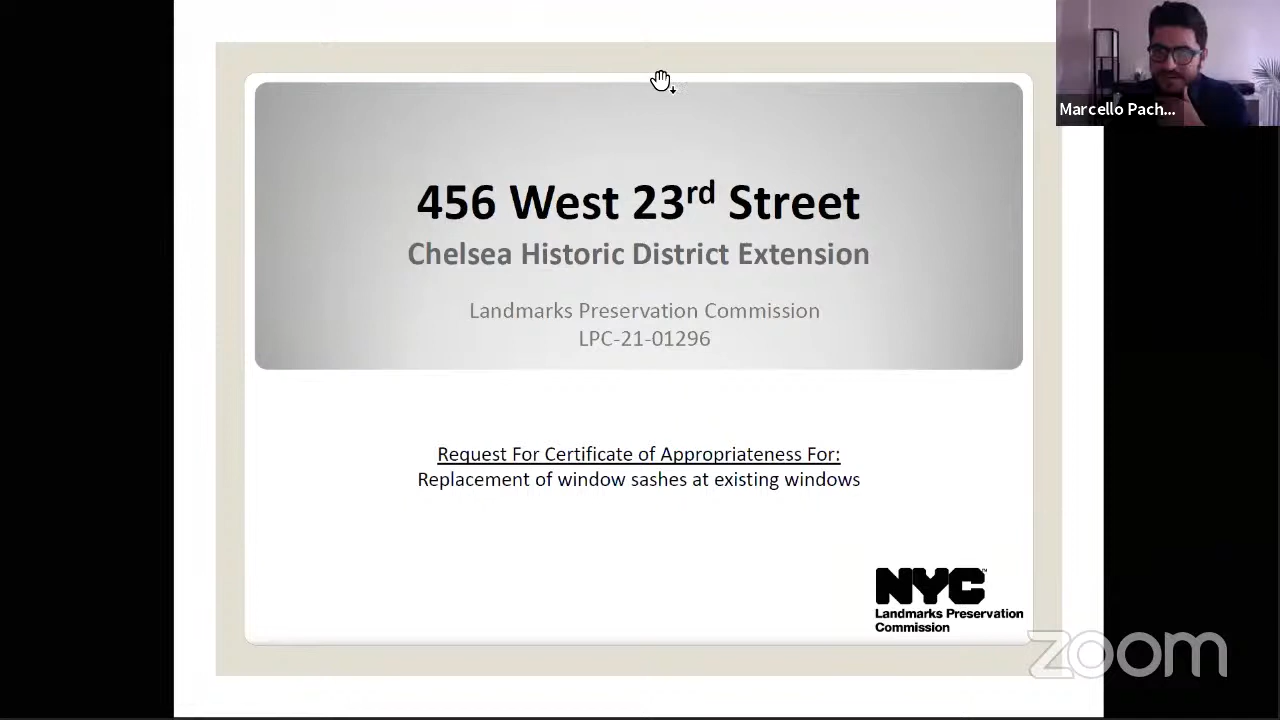 Marcello Pach...
456 West 23rd Street
Chelsea Historic District Extension
Landmarks Preservation Commission
LPC-21-01296
Request For Certificate of Appropriateness For:
Replacement of window sashes at existing windows
NYC™
Landmarks Preservation
Commission
zoom